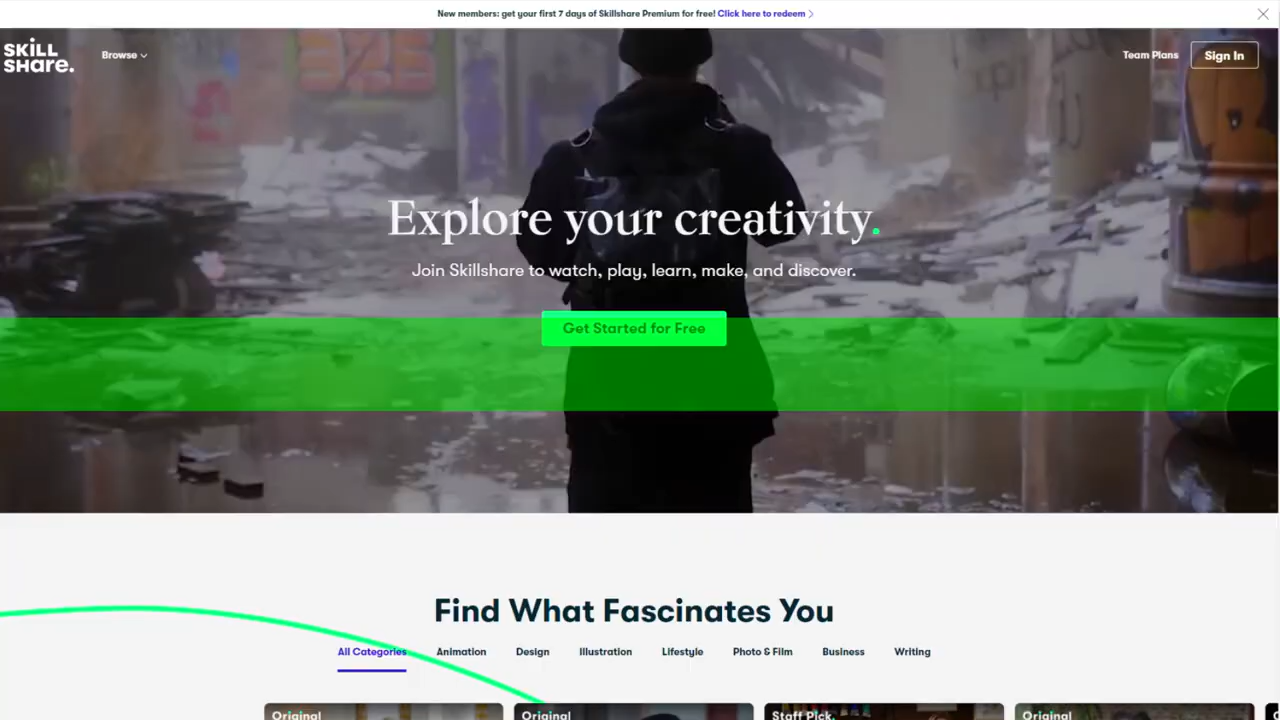 New members: get your first 7 days of Skillshare Premium for free! Click here to redeem
SKiLL
SHare.
Browse
Team Plans
Sign In
Explore your creativity.
Join Skillshare to watch, play, learn, make, and discover.
Get Started for Free
Find What Fascinates You
All Categories Animation Design Illustration Lifestyle Photo & Film Business Writing
Original Original Staff Pick Original